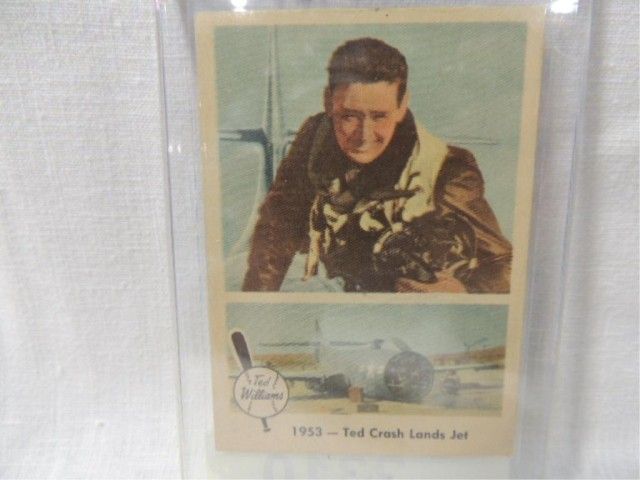 Ted
Williams
1953 — Ted Crash Lands Jet